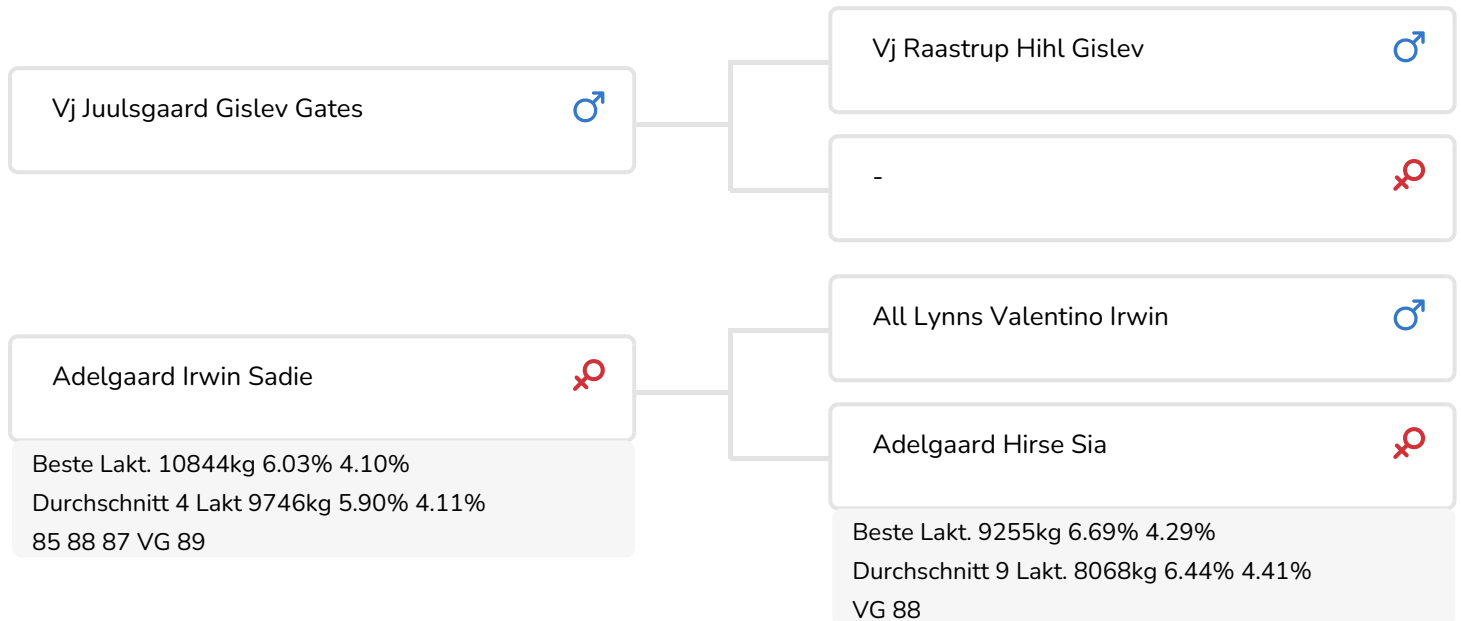 Vj Raastrup Hihl Gislev
Vj Juulsgaard Gislev Gates
-
All Lynns Valentino Irwin
Adelgaard Irwin Sadie
Beste Lakt. 10844kg 6.03% 4.10%
Durchschnitt 4 Lakt 9746kg 5.90% 4.11%
85 88 87 VG 89
Adelgaard Hirse Sia
Beste Lakt. 9255kg 6.69% 4.29%
Durchschnitt 9 Lakt. 8068kg 6.44% 4.41%
VG 88